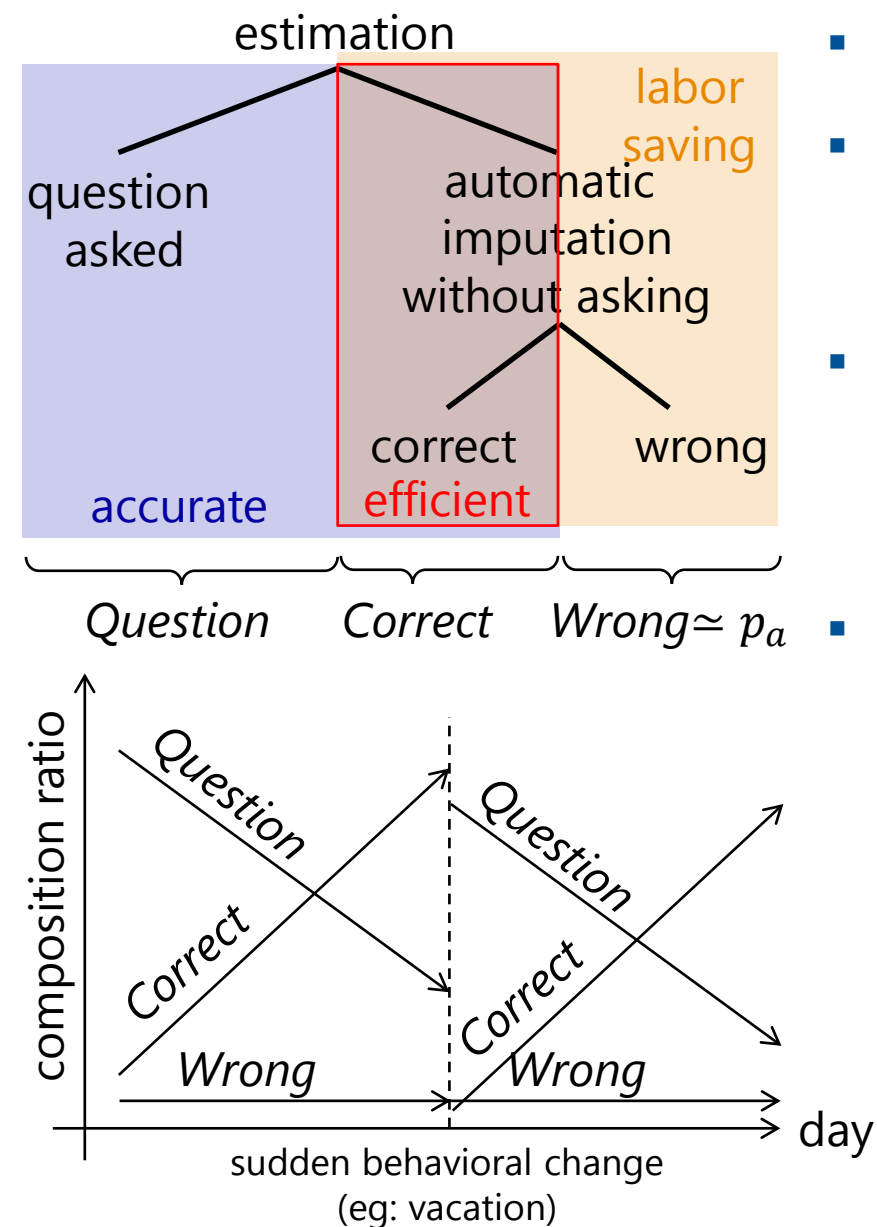 estimation
labor
saving
question
asked
automatic
imputation
without asking
correct
wrong
accurate
efficient
Question
Correct
Wrong≃ pₐ
composition ratio
Question
Correct
Wrong
Question
Correct
Wrong
day
sudden behavioral change
(eg: vacation)